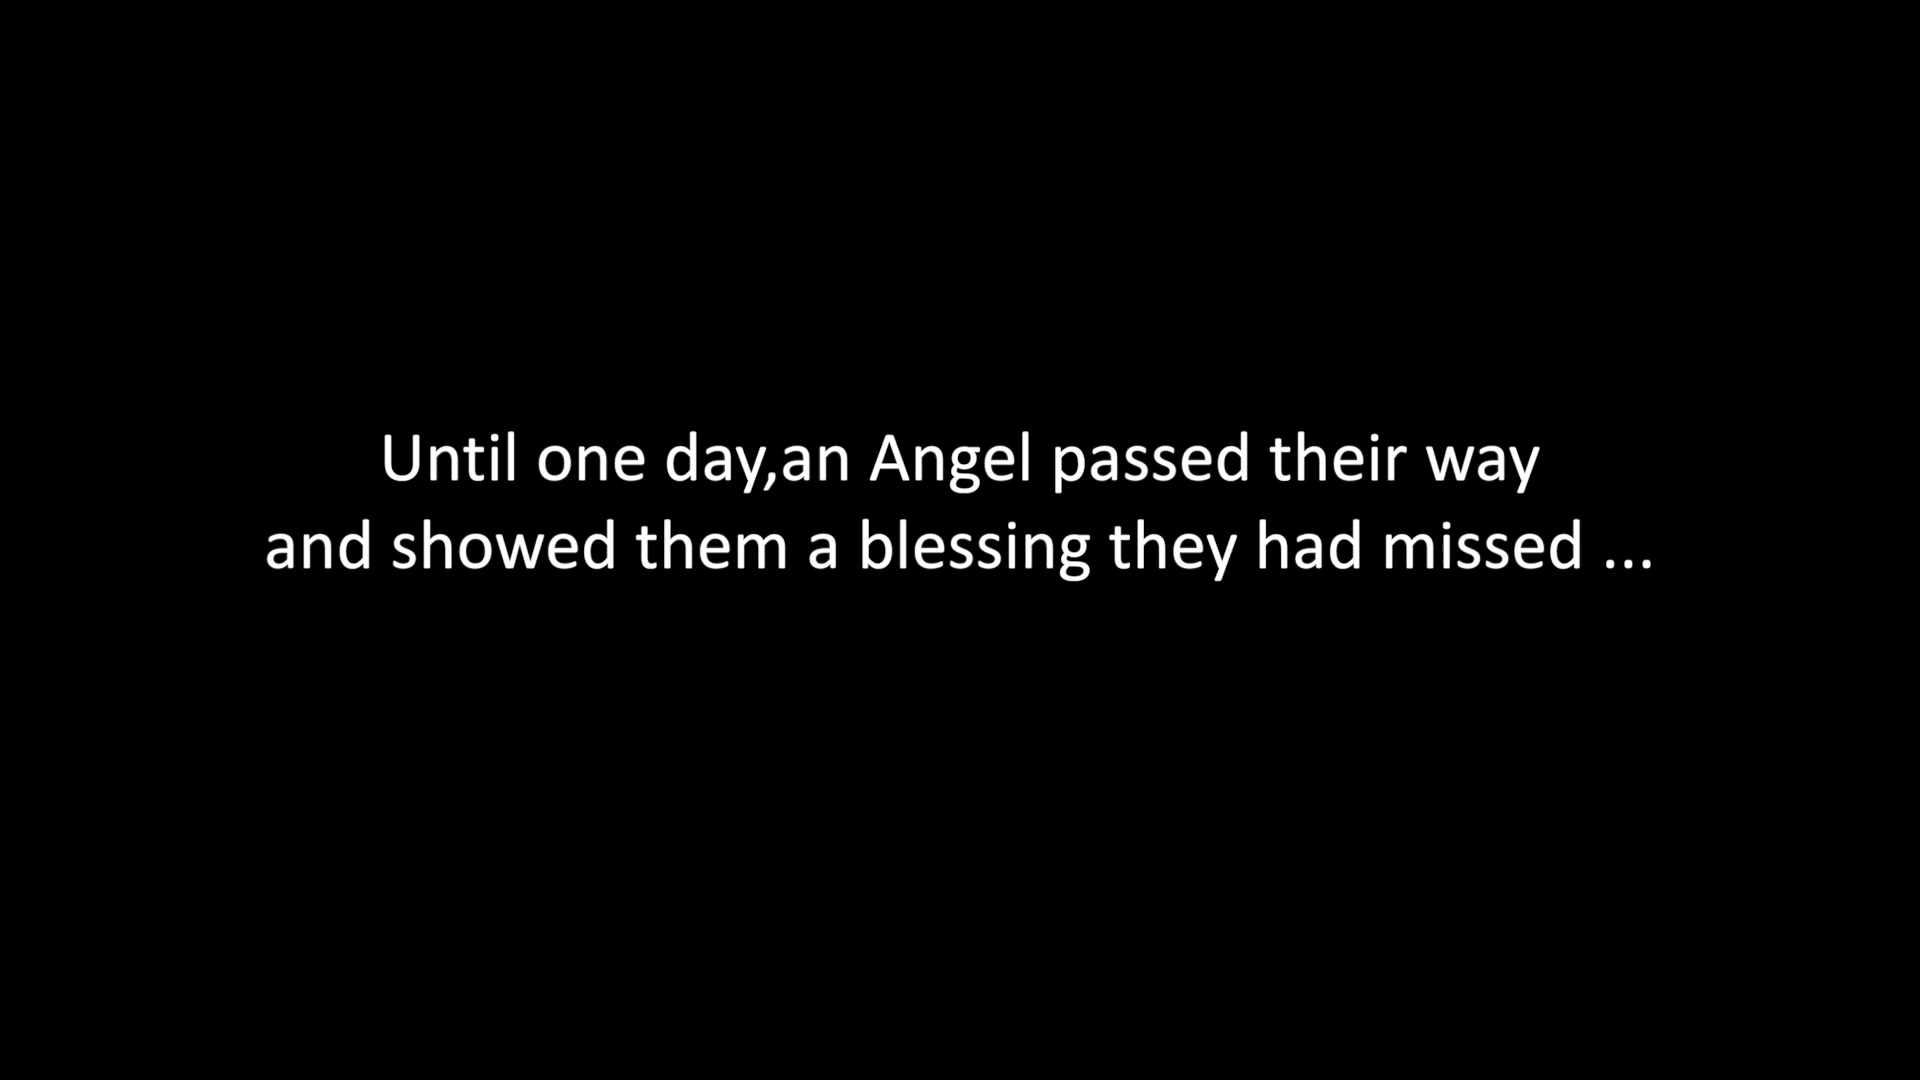 Until one day,an Angel passed their way
and showed them a blessing they had missed ...